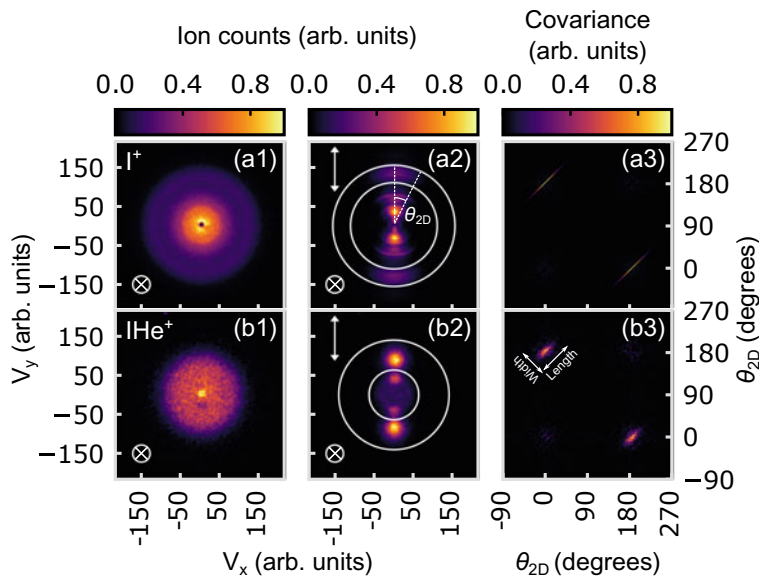 Ion counts (arb. units)
Covariance
(arb. units)
0.0 0.4 0.8 0.0 0.4 0.8 0.0 0.4 0.8
I⁺ (a1) (a2) (a3)
θ2D
150
50
−50
−150
270
180
90
0
IHe⁺ (b1) (b2) (b3)
Width
Length
150
50
−50
−150
270
180
90
0
−90
Vy (arb. units)
θ2D (degrees)
θ2D (degrees)
-150 -50 50 150 -150 -50 50 150 -90 0 90 180 270
Vx (arb. units) θ2D (degrees)